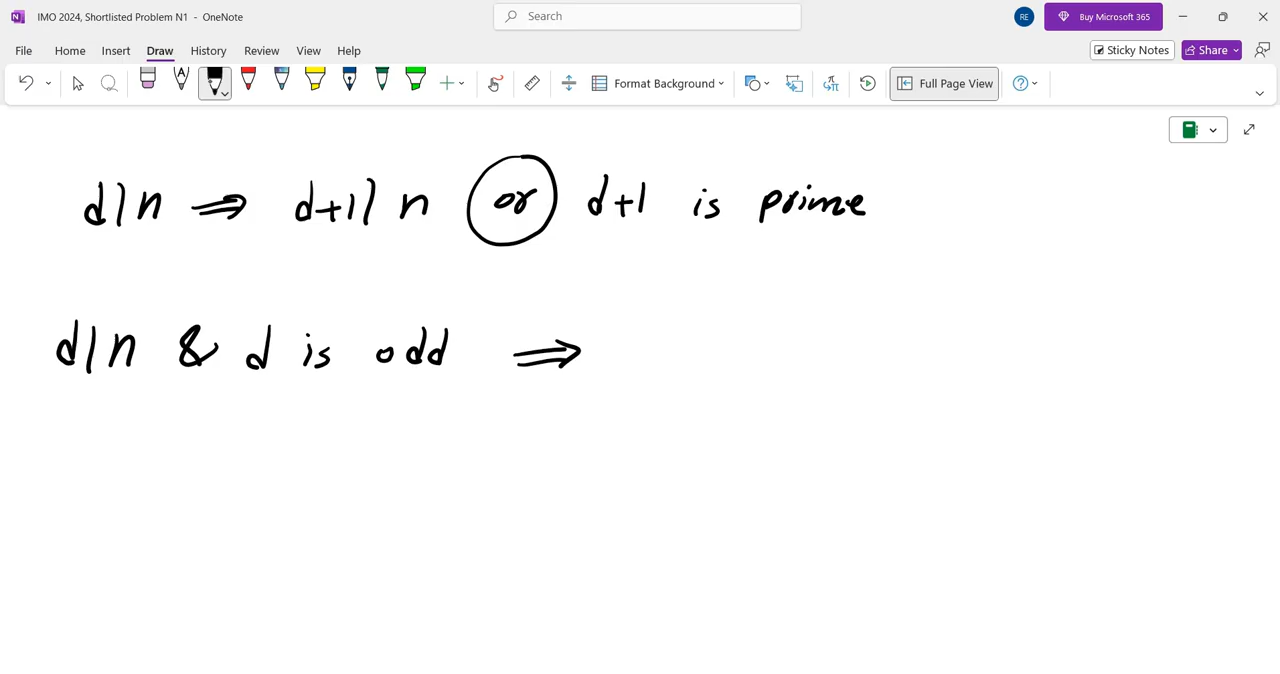 IMO 2024, Shortlisted Problem N1 - OneNote
Search
RE
Buy Microsoft 365
File Home Insert Draw History Review View Help
Sticky Notes
Share
A
Format Background
Full Page View
d|n ⇒ d+1|n or d+1 is prime
d|n & d is odd ⇒